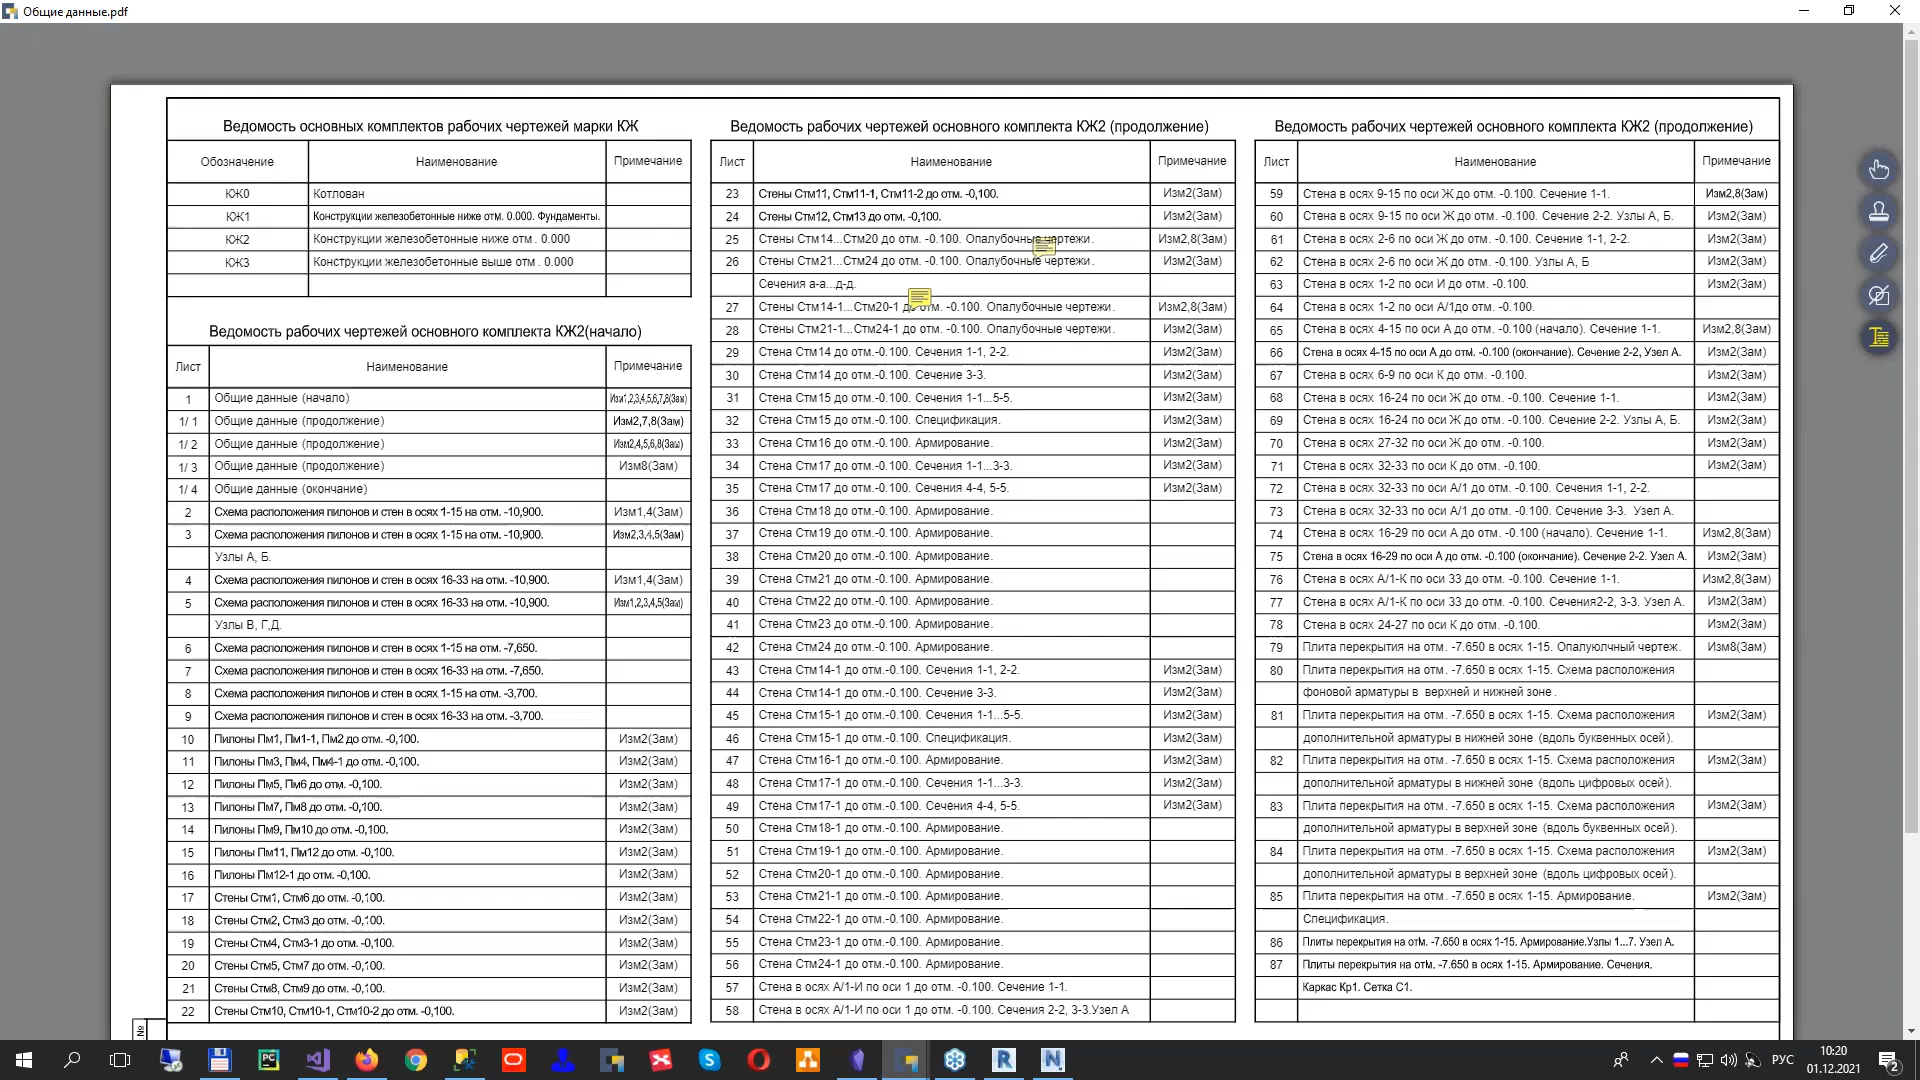 Общие данные.pdf
Ведомость основных комплектов рабочих чертежей марки КЖ
Обозначение Наименование Примечание
КЖ0 Котлован
КЖ1 Конструкции железобетонные ниже отм. 0.000. Фундаменты.
КЖ2 Конструкции железобетонные ниже отм. 0.000
КЖ3 Конструкции железобетонные выше отм. 0.000
Ведомость рабочих чертежей основного комплекта КЖ2(начало)
Лист Наименование Примечание
1 Общие данные (начало) Изм1,2,3,4,5,6,7,8(Зам)
1/ 1 Общие данные (продолжение) Изм2,7,8(Зам)
1/ 2 Общие данные (продолжение) Изм2,4,5,6,8(Зам)
1/ 3 Общие данные (продолжение) Изм8(Зам)
1/ 4 Общие данные (окончание)
2 Схема расположения пилонов и стен в осях 1-15 на отм. -10,900. Изм1,4(Зам)
3 Схема расположения пилонов и стен в осях 1-15 на отм. -10,900. Изм2,3,4,5(Зам)
Узлы А, Б.
4 Схема расположения пилонов и стен в осях 16-33 на отм. -10,900. Изм1,4(Зам)
5 Схема расположения пилонов и стен в осях 16-33 на отм. -10,900. Изм1,2,3,4,5(Зам)
Узлы В, Г,Д.
6 Схема расположения пилонов и стен в осях 1-15 на отм. -7,650.
7 Схема расположения пилонов и стен в осях 16-33 на отм. -7,650.
8 Схема расположения пилонов и стен в осях 1-15 на отм. -3,700.
9 Схема расположения пилонов и стен в осях 16-33 на отм. -3,700.
10 Пилоны Пм1, Пм1-1, Пм2 до отм. -0,100. Изм2(Зам)
11 Пилоны Пм3, Пм4, Пм4-1 до отм. -0,100. Изм2(Зам)
12 Пилоны Пм5, Пм6 до отм. -0,100. Изм2(Зам)
13 Пилоны Пм7, Пм8 до отм. -0,100. Изм2(Зам)
14 Пилоны Пм9, Пм10 до отм. -0,100. Изм2(Зам)
15 Пилоны Пм11, Пм12 до отм. -0,100. Изм2(Зам)
16 Пилоны Пм12-1 до отм. -0,100. Изм2(Зам)
17 Стены Стм1, Стм6 до отм. -0,100. Изм2(Зам)
18 Стены Стм2, Стм3 до отм. -0,100. Изм2(Зам)
19 Стены Стм4, Стм3-1 до отм. -0,100. Изм2(Зам)
20 Стены Стм5, Стм7 до отм. -0,100. Изм2(Зам)
21 Стены Стм8, Стм9 до отм. -0,100. Изм2(Зам)
22 Стены Стм10, Стм10-1, Стм10-2 до отм. -0,100. Изм2(Зам)
Ведомость рабочих чертежей основного комплекта КЖ2 (продолжение)
Лист Наименование Примечание
23 Стены Стм11, Стм11-1, Стм11-2 до отм. -0,100. Изм2(Зам)
24 Стены Стм12, Стм13 до отм. -0,100. Изм2(Зам)
25 Стены Стм14...Стм20 до отм. -0.100. Опалубочные чертежи. Изм2,8(Зам)
26 Стены Стм21...Стм24 до отм. -0.100. Опалубочные чертежи. Изм2(Зам)
Сечения а-а...д-д.
27 Стены Стм14-1...Стм20-1 до отм. -0.100. Опалубочные чертежи. Изм2,8(Зам)
28 Стены Стм21-1...Стм24-1 до отм. -0.100. Опалубочные чертежи. Изм2(Зам)
29 Стена Стм14 до отм.-0.100. Сечения 1-1, 2-2. Изм2(Зам)
30 Стена Стм14 до отм.-0.100. Сечение 3-3. Изм2(Зам)
31 Стена Стм15 до отм.-0.100. Сечения 1-1...5-5. Изм2(Зам)
32 Стена Стм15 до отм.-0.100. Спецификация. Изм2(Зам)
33 Стена Стм16 до отм.-0.100. Армирование. Изм2(Зам)
34 Стена Стм17 до отм.-0.100. Сечения 1-1...3-3. Изм2(Зам)
35 Стена Стм17 до отм.-0.100. Сечения 4-4, 5-5. Изм2(Зам)
36 Стена Стм18 до отм.-0.100. Армирование.
37 Стена Стм19 до отм.-0.100. Армирование.
38 Стена Стм20 до отм.-0.100. Армирование.
39 Стена Стм21 до отм.-0.100. Армирование.
40 Стена Стм22 до отм.-0.100. Армирование.
41 Стена Стм23 до отм.-0.100. Армирование.
42 Стена Стм24 до отм.-0.100. Армирование.
43 Стена Стм14-1 до отм.-0.100. Сечения 1-1, 2-2. Изм2(Зам)
44 Стена Стм14-1 до отм.-0.100. Сечение 3-3. Изм2(Зам)
45 Стена Стм15-1 до отм.-0.100. Сечения 1-1...5-5. Изм2(Зам)
46 Стена Стм15-1 до отм.-0.100. Спецификация. Изм2(Зам)
47 Стена Стм16-1 до отм.-0.100. Армирование. Изм2(Зам)
48 Стена Стм17-1 до отм.-0.100. Сечения 1-1...3-3. Изм2(Зам)
49 Стена Стм17-1 до отм.-0.100. Сечения 4-4, 5-5. Изм2(Зам)
50 Стена Стм18-1 до отм.-0.100. Армирование.
51 Стена Стм19-1 до отм.-0.100. Армирование.
52 Стена Стм20-1 до отм.-0.100. Армирование.
53 Стена Стм21-1 до отм.-0.100. Армирование.
54 Стена Стм22-1 до отм.-0.100. Армирование.
55 Стена Стм23-1 до отм.-0.100. Армирование.
56 Стена Стм24-1 до отм.-0.100. Армирование.
57 Стена в осях А/1-И по оси 1 до отм. -0.100. Сечение 1-1.
58 Стена в осях А/1-И по оси 1 до отм. -0.100. Сечения 2-2, 3-3.Узел А
Ведомость рабочих чертежей основного комплекта КЖ2 (продолжение)
Лист Наименование Примечание
59 Стена в осях 9-15 по оси Ж до отм. -0.100. Сечение 1-1. Изм2,8(Зам)
60 Стена в осях 9-15 по оси Ж до отм. -0.100. Сечение 2-2. Узлы А, Б. Изм2(Зам)
61 Стена в осях 2-6 по оси Ж до отм. -0.100. Сечение 1-1, 2-2. Изм2(Зам)
62 Стена в осях 2-6 по оси Ж до отм. -0.100. Узлы А, Б Изм2(Зам)
63 Стена в осях 1-2 по оси И до отм. -0.100. Изм2(Зам)
64 Стена в осях 1-2 по оси А/1до отм. -0.100.
65 Стена в осях 4-15 по оси А до отм. -0.100 (начало). Сечение 1-1. Изм2,8(Зам)
66 Стена в осях 4-15 по оси А до отм. -0.100 (окончание). Сечение 2-2, Узел А. Изм2(Зам)
67 Стена в осях 6-9 по оси К до отм. -0.100. Изм2(Зам)
68 Стена в осях 16-24 по оси Ж до отм. -0.100. Сечение 1-1. Изм2(Зам)
69 Стена в осях 16-24 по оси Ж до отм. -0.100. Сечение 2-2. Узлы А, Б. Изм2(Зам)
70 Стена в осях 27-32 по оси Ж до отм. -0.100. Изм2(Зам)
71 Стена в осях 32-33 по оси К до отм. -0.100. Изм2(Зам)
72 Стена в осях 32-33 по оси А/1 до отм. -0.100. Сечение 1-1, 2-2.
73 Стена в осях 32-33 по оси А/1 до отм. -0.100. Сечение 3-3. Узел А.
74 Стена в осях 16-29 по оси А до отм. -0.100 (начало). Сечение 1-1. Изм2,8(Зам)
75 Стена в осях 16-29 по оси А до отм. -0.100 (окончание). Сечение 2-2. Узел А. Изм2(Зам)
76 Стена в осях А/1-К по оси 33 до отм. -0.100. Сечение 1-1. Изм2,8(Зам)
77 Стена в осях А/1-К по оси 33 до отм. -0.100. Сечения2-2, 3-3. Узел А. Изм2(Зам)
78 Стена в осях 24-27 по оси К до отм. -0.100. Изм2(Зам)
79 Плита перекрытия на отм. -7.650 в осях 1-15. Опалуюлчный чертеж. Изм8(Зам)
80 Плита перекрытия на отм. -7.650 в осях 1-15. Схема расположения
фоновой арматуры в верхней и нижней зоне.
81 Плита перекрытия на отм. -7.650 в осях 1-15. Схема расположения Изм2(Зам)
дополнительной арматуры в нижней зоне (вдоль буквенных осей).
82 Плита перекрытия на отм. -7.650 в осях 1-15. Схема расположения Изм2(Зам)
дополнительной арматуры в нижней зоне (вдоль цифровых осей).
83 Плита перекрытия на отм. -7.650 в осях 1-15. Схема расположения Изм2(Зам)
дополнительной арматуры в верхней зоне (вдоль буквенных осей).
84 Плита перекрытия на отм. -7.650 в осях 1-15. Схема расположения Изм2(Зам)
дополнительной арматуры в верхней зоне (вдоль цифровых осей).
85 Плита перекрытия на отм. -7.650 в осях 1-15. Армирование. Изм2(Зам)
Спецификация.
86 Плиты перекрытия на отм. -7.650 в осях 1-15. Армирование.Узлы 1...7. Узел А.
87 Плиты перекрытия на отм. -7.650 в осях 1-15. Армирование. Сечения.
Каркас Кр1. Сетка С1.
№
РУС
10:20
01.12.2021
2